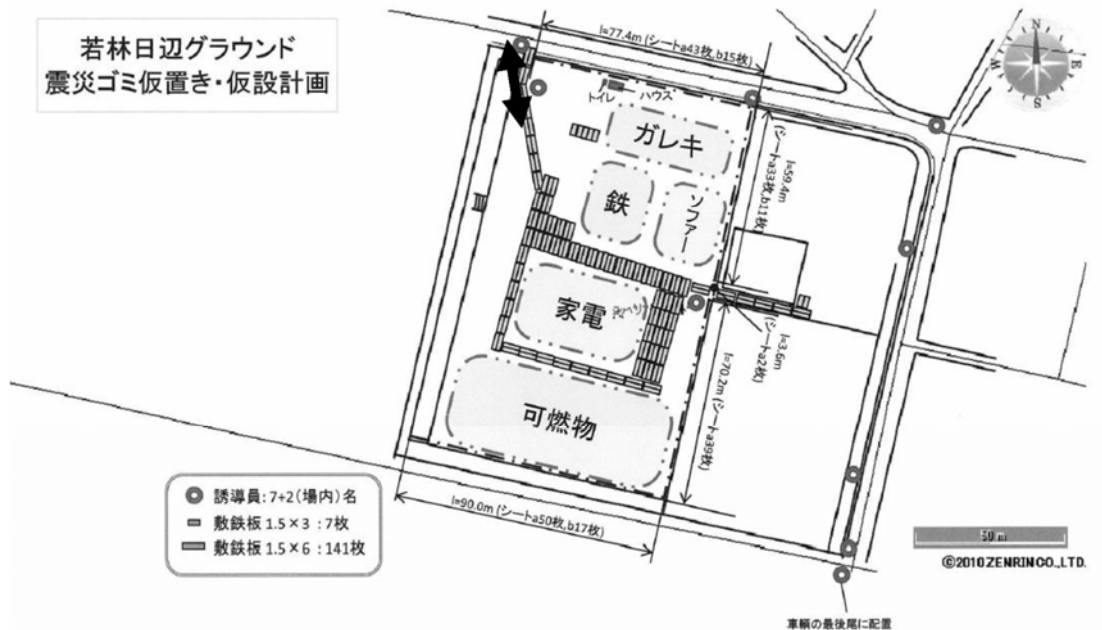 若林日辺グラウンド
震災ゴミ仮置き・仮設計画
l=77.4m (シートa43枚,b15枚)
N
W
E
S
トイレ
ハウス
ガレキ
l=59.4m
(シートa33枚,b11枚)
鉄
ソファー
家電
l=3.6m
(シートa2枚)
l=70.2m (シートa39枚)
可燃物
l=90.0m (シートa50枚,b17枚)
誘導員:7+2(場内)名
敷鉄板 1.5×3 :7枚
敷鉄板 1.5×6 :141枚
50 m
©2010ZENRINCO.,LTD.
車輌の最後尾に配置